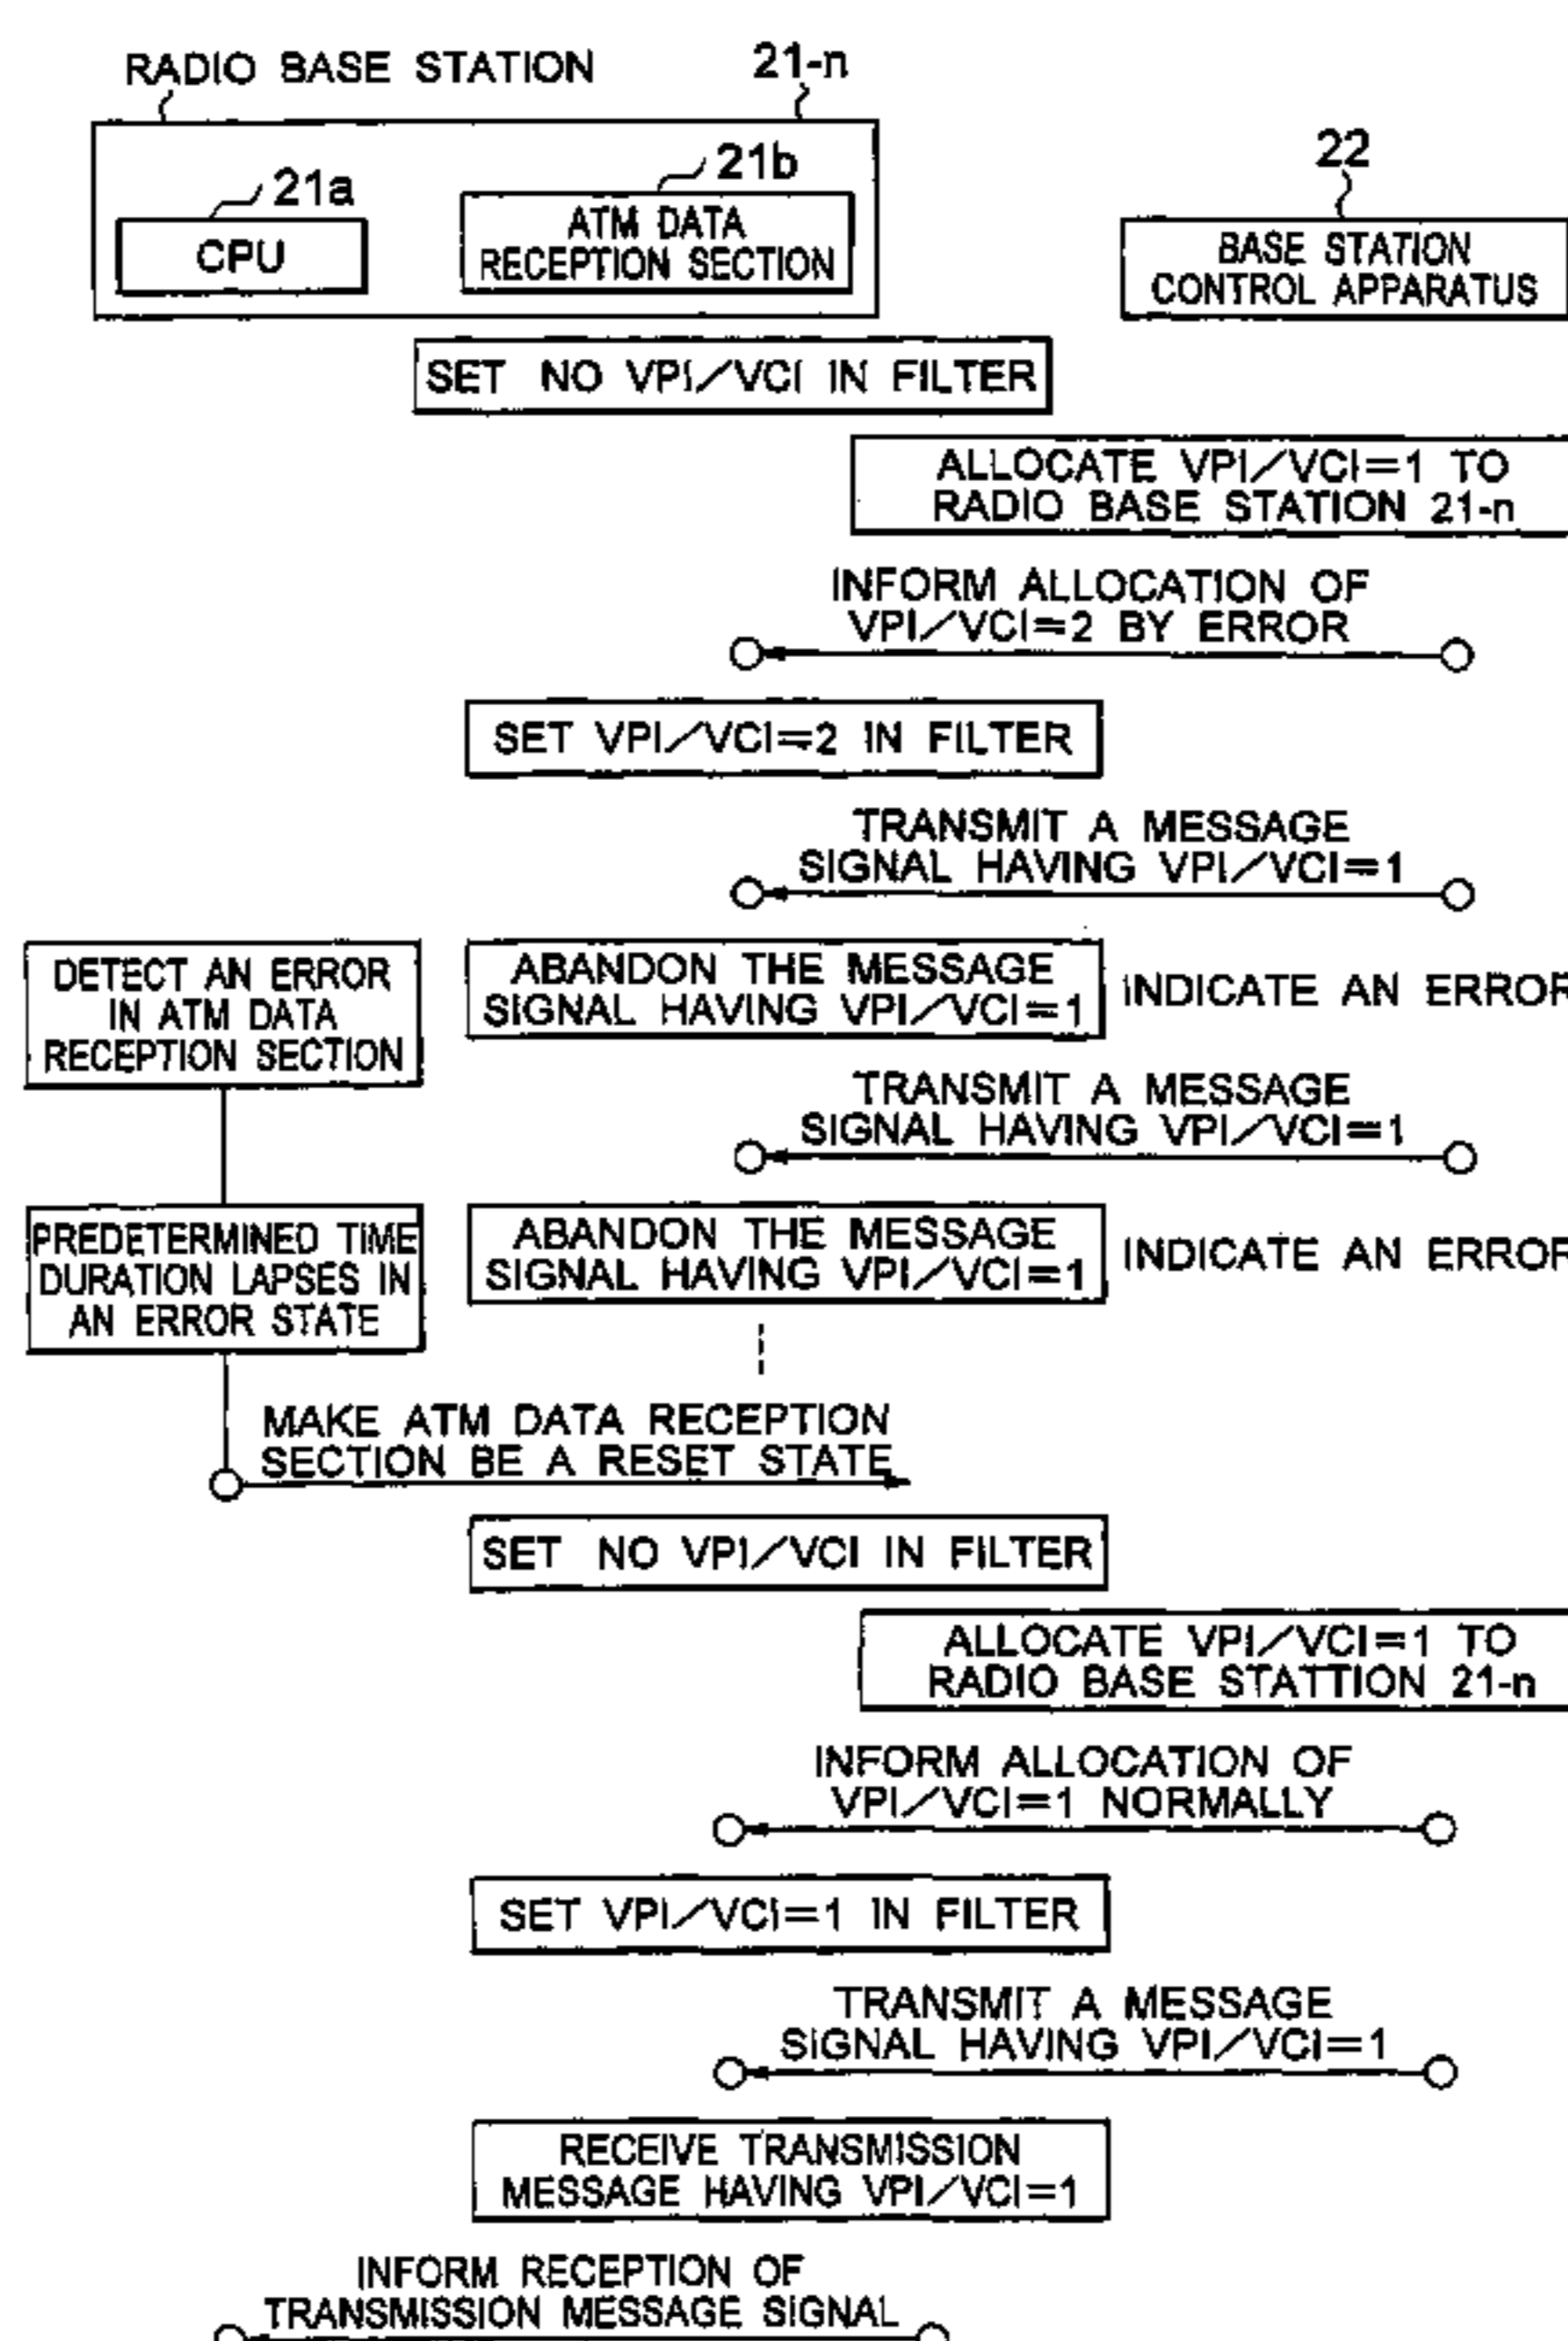 RADIO BASE STATION
21-n
21a
21b
22
CPU
ATM DATA
RECEPTION SECTION
BASE STATION
CONTROL APPARATUS
SET NO VPI/VCI IN FILTER
ALLOCATE VPI/VCI=1 TO
RADIO BASE STATION 21-n
INFORM ALLOCATION OF
VPI/VCI=2 BY ERROR
SET VPI/VCI=2 IN FILTER
TRANSMIT A MESSAGE
SIGNAL HAVING VPI/VCI=1
DETECT AN ERROR
IN ATM DATA
RECEPTION SECTION
ABANDON THE MESSAGE
SIGNAL HAVING VPI/VCI=1
INDICATE AN ERROR
TRANSMIT A MESSAGE
SIGNAL HAVING VPI/VCI=1
PREDETERMINED TIME
DURATION LAPSES IN
AN ERROR STATE
ABANDON THE MESSAGE
SIGNAL HAVING VPI/VCI=1
INDICATE AN ERROR
MAKE ATM DATA RECEPTION
SECTION BE A RESET STATE
SET NO VPI/VCI IN FILTER
ALLOCATE VPI/VCI=1 TO
RADIO BASE STATTION 21-n
INFORM ALLOCATION OF
VPI/VCI=1 NORMALLY
SET VPI/VCI=1 IN FILTER
TRANSMIT A MESSAGE
SIGNAL HAVING VPI/VCI=1
RECEIVE TRANSMISSION
MESSAGE HAVING VPI/VCI=1
INFORM RECEPTION OF
TRANSMISSION MESSAGE SIGNAL